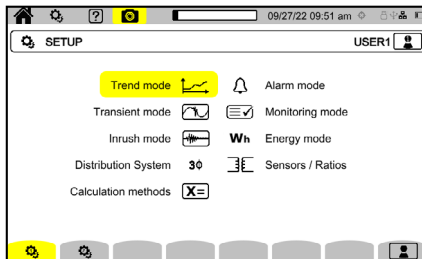 ? 09/27/22 09:51 am
SETUP USER1
Trend mode Alarm mode
Transient mode Monitoring mode
Inrush mode Wh Energy mode
Distribution System 3Φ Sensors / Ratios
Calculation methods X=